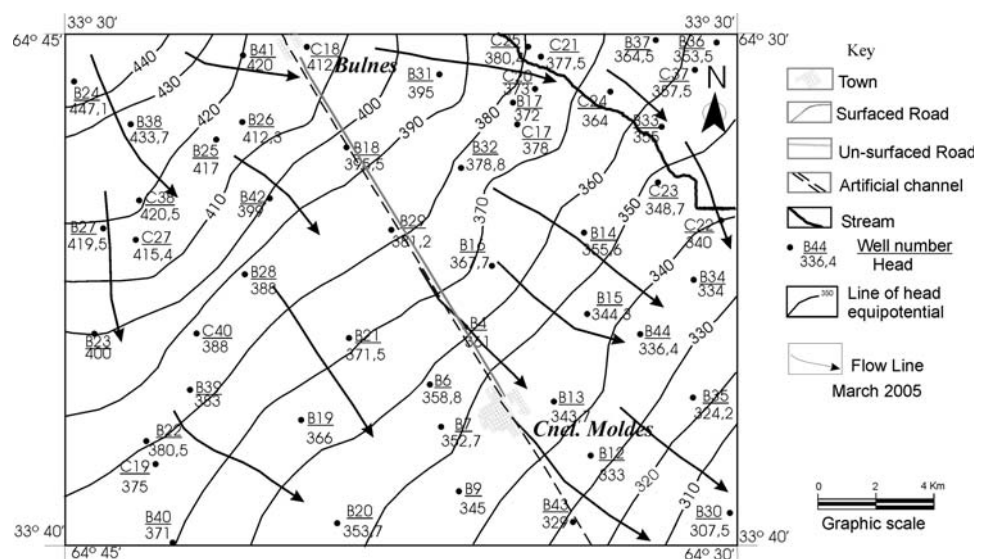 33º 30'
33º 30'
64º 45'
64º 30'
440
430
420
410
400
390
380
370
360
350
340
330
320
310
B24
447,1
B38
433,7
B25
417
B41
420
B26
412,3
C18
412
Bulnes
B31
395
B18
395,5
C25
380,4
C21
377,5
C20
373
B17
372
C17
378
B32
378,8
B37
364,5
B36
353,5
C37
357,5
C24
364
B33
355
C38
420,5
B42
399
B27
419,5
C27
415,4
B28
388
B29
381,2
B16
367,7
B14
355,6
C23
348,7
C22
340
B34
334
B15
344,3
B44
336,4
B23
400
C40
388
B21
371,5
B4
361
B39
383
B6
358,8
B19
366
B22
380,5
C19
375
B7
352,7
B13
343,7
Cnel. Moldes
B35
324,2
B12
333
B9
345
B43
329
B20
353,7
B40
371
B30
307,5
N
Key
Town
Surfaced Road
Un-surfaced Road
Artificial channel
Stream
B44 Well number
336,4 Head
350
Line of head
equipotential
Flow Line
March 2005
0 2 4 Km
Graphic scale
33º 40'
33º 40'
64º 45'
64º 30'